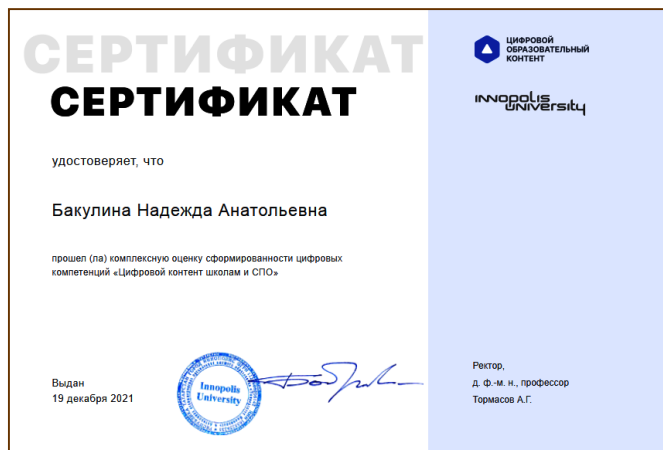 СЕРТИФИКАТ
СЕРТИФИКАТ
удостоверяет, что
Бакулина Надежда Анатольевна
прошел (ла) комплексную оценку сформированности цифровых
компетенций «Цифровой контент школам и СПО»
Выдан
19 декабря 2021
Innopolis
University
ЦИФРОВОЙ
ОБРАЗОВАТЕЛЬНЫЙ
КОНТЕНТ
INNOPOLIS
UNIVERSITY
Ректор,
д. ф.-м. н., профессор
Тормасов А.Г.